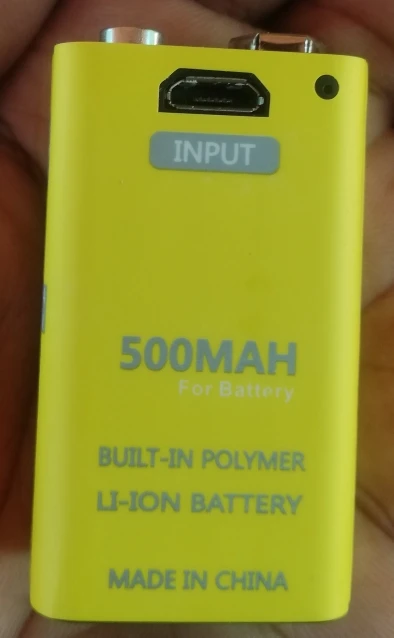 INPUT
500MAH
For Battery
BUILT-IN POLYMER
LI-ION BATTERY
MADE IN CHINA